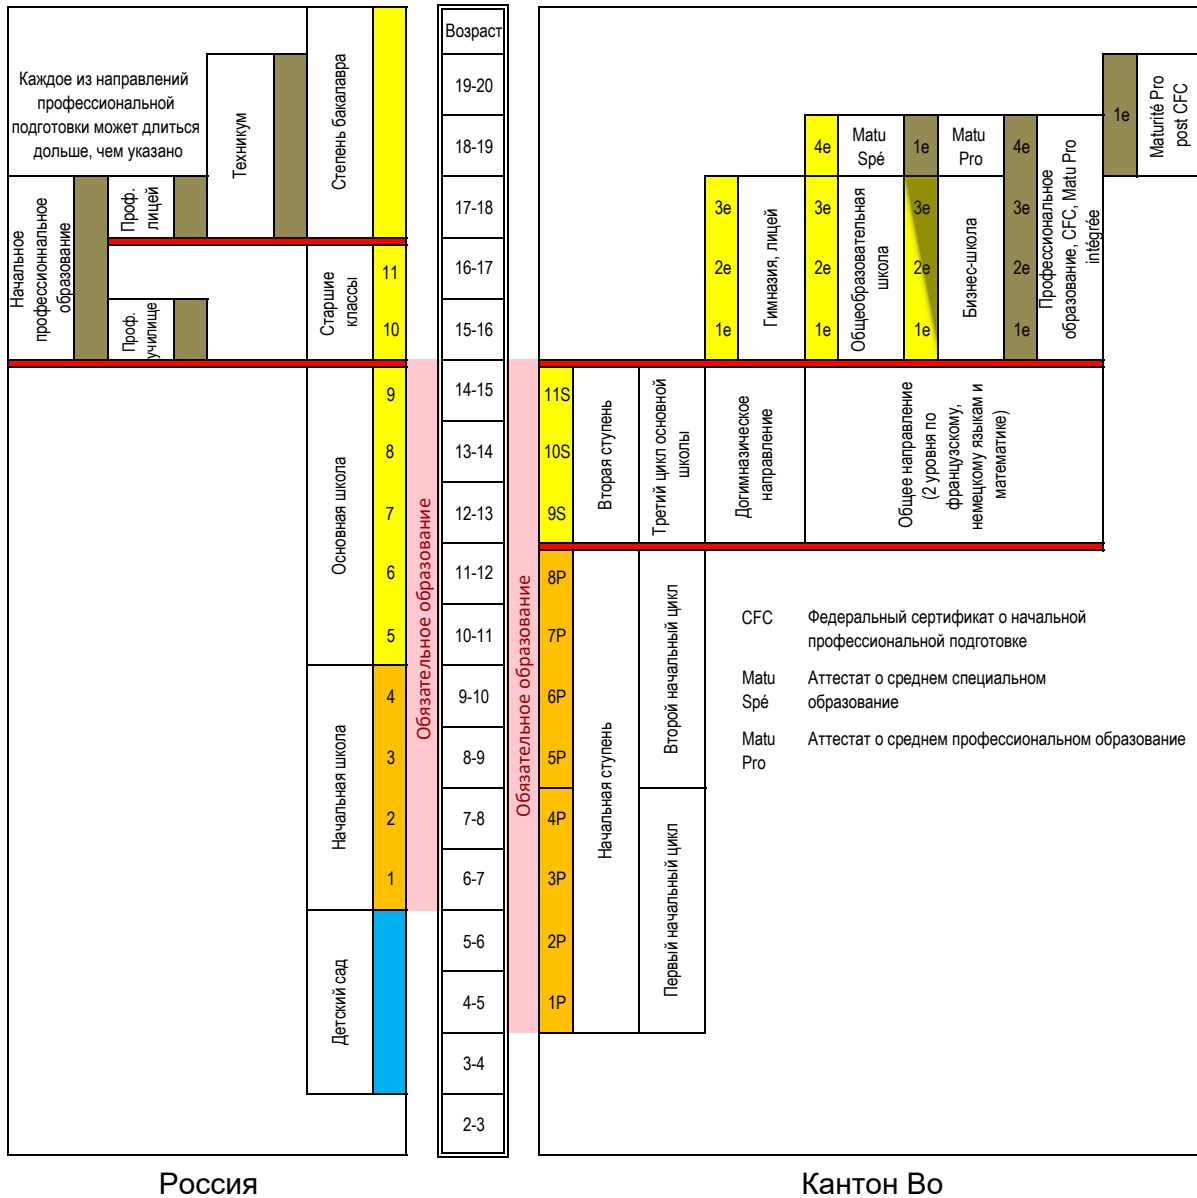 Возраст
19-20
18-19
17-18
16-17
15-16
14-15
13-14
12-13
11-12
10-11
9-10
8-9
7-8
6-7
5-6
4-5
3-4
2-3
Каждое из направлений
профессиональной
подготовки может длиться
дольше, чем указано
Начальное
профессионнальное
образование
Проф.
лицей
Проф.
училище
Техникум
Степень бакалавра
Старшие
классы
11
10
Основная школа
9
8
7
6
5
Начальная школа
4
3
2
1
Детский сад
Обязательное образование
Обязательное образование
1e
Maturité Pro
post CFC
4e
Matu
Spé
1e
Matu
Pro
4e
3e
2e
1e
Гимназия, лицей
3e
2e
1e
Общеобразовательная
школа
3e
2e
1e
Бизнес-школа
3e
2e
1e
Профессиональное
образование, CFC, Matu Pro
intégrée
11S
10S
9S
Вторая ступень
Третий цикл основной
школы
Догимназическое
направление
Общее направление
(2 уровня по
французскому,
немецкому языкам и
математике)
8P
7P
6P
5P
4P
3P
2P
1P
Начальная ступень
Второй начальный цикл
Первый начальный цикл
CFC Федеральный сертификат о начальной
профессиональной подготовке
Matu Аттестат о среднем специальном
Spé образование
Matu Аттестат о среднем профессиональном образование
Pro
Россия
Кантон Во